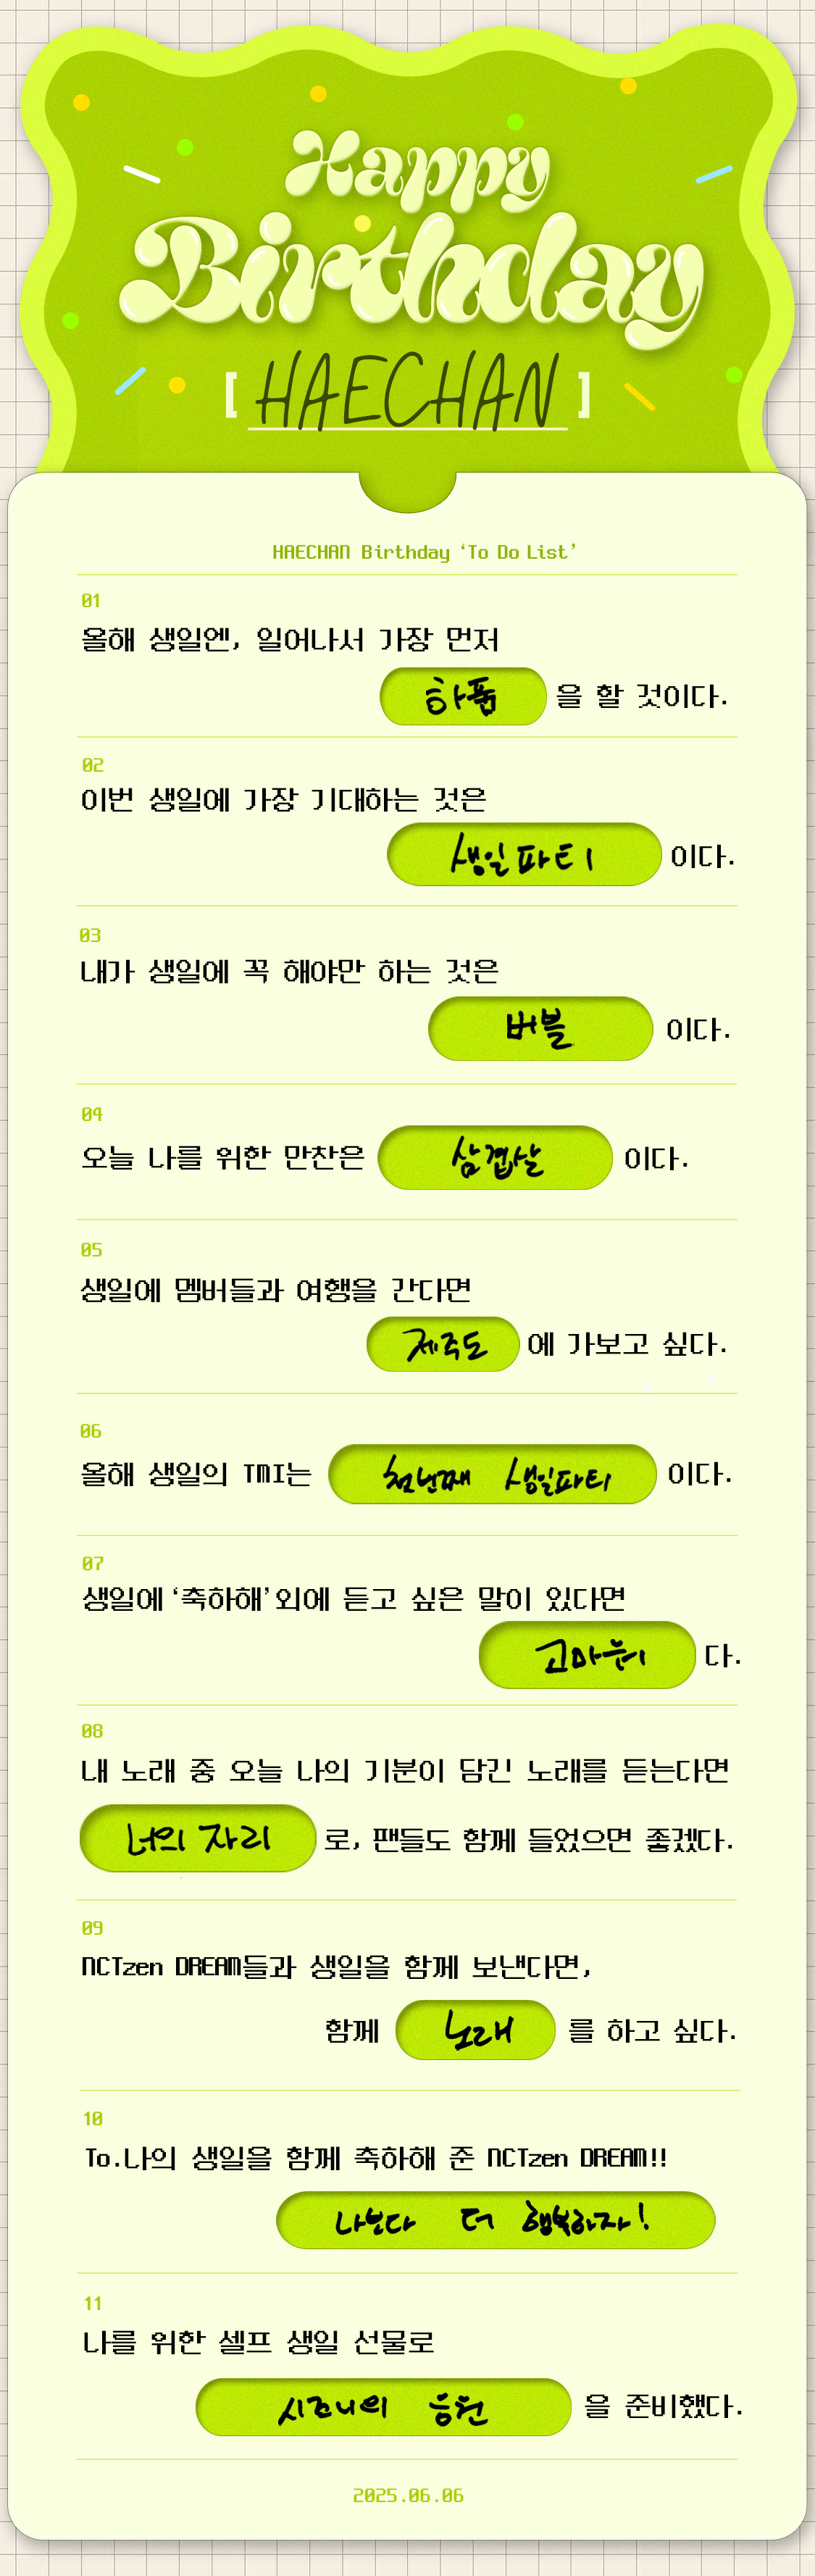 Happy
Birthday
[ HAECHAN ]
HAECHAN Birthday ‘To Do List’
01
올해 생일엔, 일어나서 가장 먼저
하품 을 할 것이다.
02
이번 생일에 가장 기대하는 것은
생일파티 이다.
03
내가 생일에 꼭 해야만 하는 것은
버블 이다.
04
오늘 나를 위한 만찬은 삼겹살 이다.
05
생일에 멤버들과 여행을 간다면
제주도 에 가보고 싶다.
06
올해 생일의 TMI는 첫번째 생일파티 이다.
07
생일에 ‘축하해’ 외에 듣고 싶은 말이 있다면
고마워 다.
08
내 노래 중 오늘 나의 기분이 담긴 노래를 듣는다면
너의 자리 로, 팬들도 함께 들었으면 좋겠다.
09
NCTzen DREAM들과 생일을 함께 보낸다면,
함께 노래 를 하고 싶다.
10
To.나의 생일을 함께 축하해 준 NCTzen DREAM!!
나보다 더 행복하자!
11
나를 위한 셀프 생일 선물로
시즈니의 응원 을 준비했다.
2025.06.06